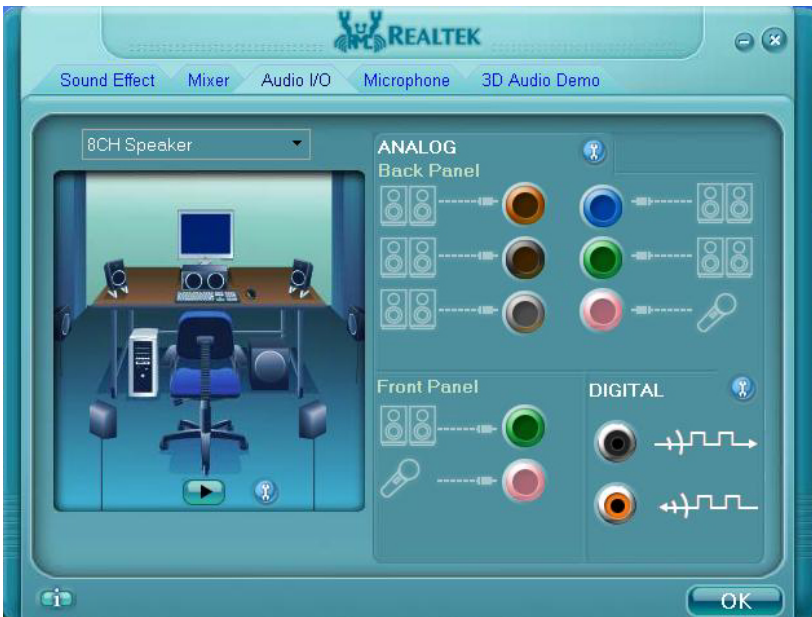 REALTEK
Sound Effect Mixer Audio I/O Microphone 3D Audio Demo
8CH Speaker
ANALOG
Back Panel
Front Panel
DIGITAL
OK